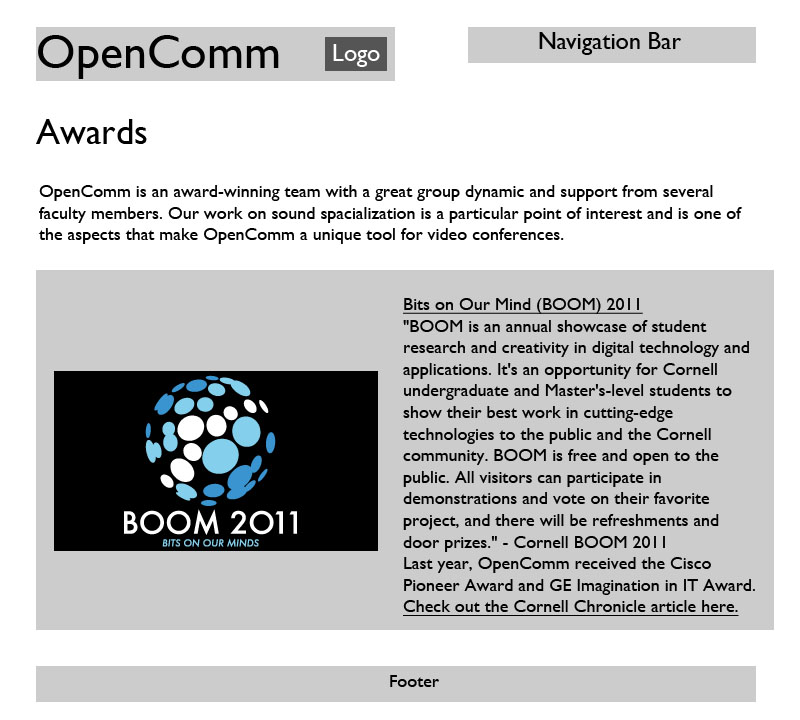 OpenComm Logo
Navigation Bar
Awards
OpenComm is an award-winning team with a great group dynamic and support from several
faculty members. Our work on sound spacialization is a particular point of interest and is one of
the aspects that make OpenComm a unique tool for video conferences.
BOOM 2011
BITS ON OUR MINDS
Bits on Our Mind (BOOM) 2011
"BOOM is an annual showcase of student
research and creativity in digital technology and
applications. It's an opportunity for Cornell
undergraduate and Master's-level students to
show their best work in cutting-edge
technologies to the public and the Cornell
community. BOOM is free and open to the
public. All visitors can participate in
demonstrations and vote on their favorite
project, and there will be refreshments and
door prizes." - Cornell BOOM 2011
Last year, OpenComm received the Cisco
Pioneer Award and GE Imagination in IT Award.
Check out the Cornell Chronicle article here.
Footer